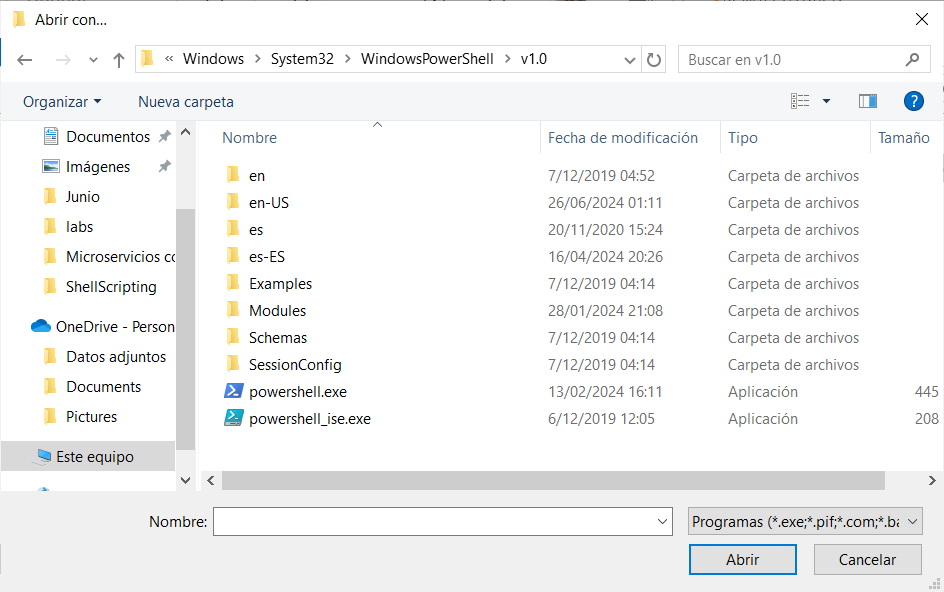 Abrir con...
« Windows > System32 > WindowsPowerShell > v1.0
Buscar en v1.0
Organizar
Nueva carpeta
?
Documentos
Imágenes
Junio
labs
Microservicios co
ShellScripting
OneDrive - Person
Datos adjuntos
Documents
Pictures
Este equipo
Nombre Fecha de modificación Tipo Tamaño
en 7/12/2019 04:52 Carpeta de archivos
en-US 26/06/2024 01:11 Carpeta de archivos
es 20/11/2020 15:24 Carpeta de archivos
es-ES 16/04/2024 20:26 Carpeta de archivos
Examples 7/12/2019 04:14 Carpeta de archivos
Modules 28/01/2024 21:08 Carpeta de archivos
Schemas 7/12/2019 04:14 Carpeta de archivos
SessionConfig 7/12/2019 04:14 Carpeta de archivos
powershell.exe 13/02/2024 16:11 Aplicación 445
powershell_ise.exe 6/12/2019 12:05 Aplicación 208
Nombre:
Programas (*.exe;*.pif;*.com;*.ba
Abrir
Cancelar